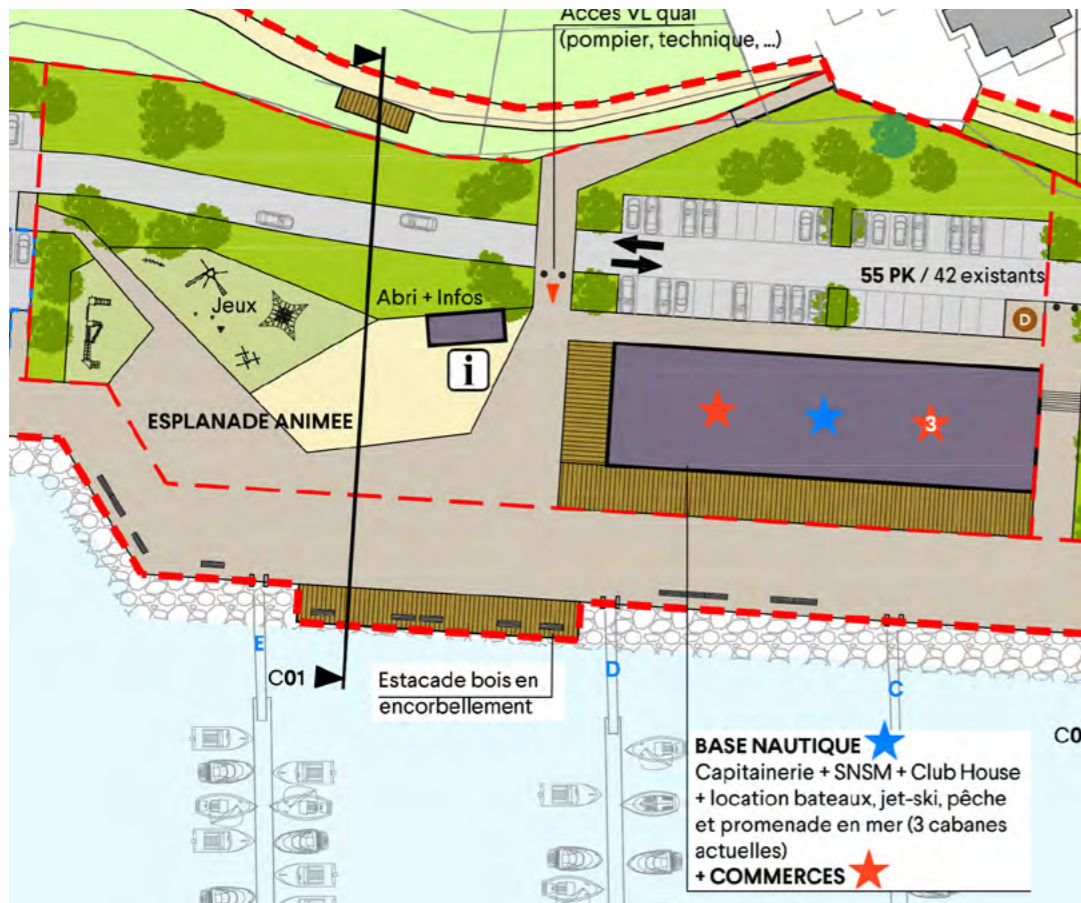 Accès VL quai
(pompier, technique, ...)
55 PK / 42 existants
Jeux
Abri + Infos
i
D
ESPLANADE ANIMEE
3
E
D
C
C01
Estacade bois en
encorbellement
C0
BASE NAUTIQUE
Capitainerie + SNSM + Club House
+ location bateaux, jet-ski, pêche
et promenade en mer (3 cabanes
actuelles)
+ COMMERCES